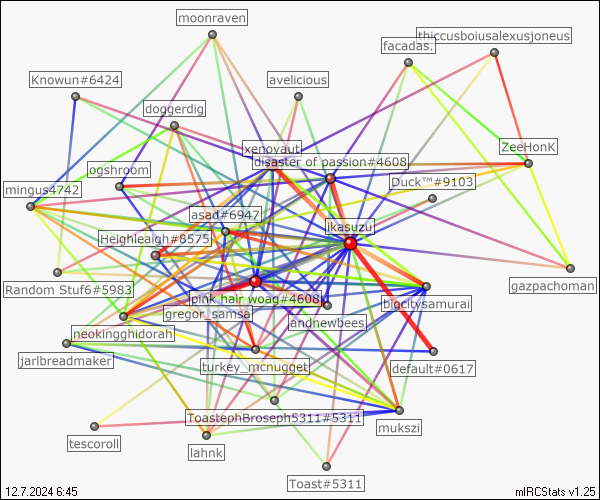 moonraven
thiccusboiusalexusjoneus
facadas.
Knowun#6424
avelicious
doggerdig
xenovaut
ZeeHonK
disaster of passion#4608
ogshroom
Duck™#9103
mingus4742
asad#6947
ikasuzu
Heighleaigh#8575
Random Stuf6#5983
gazpachoman
pink hair woag#4608
bigcitysamurai
gregor_samsa
andnewbees
neokingghidorah
jarlbreadmaker
turkey_mcnugget
default#0617
ToastephBroseph5311#5311
mukszi
tescoroll
lahnk
Toast#5311
12.7.2024 6:45
mIRCStats v1.25